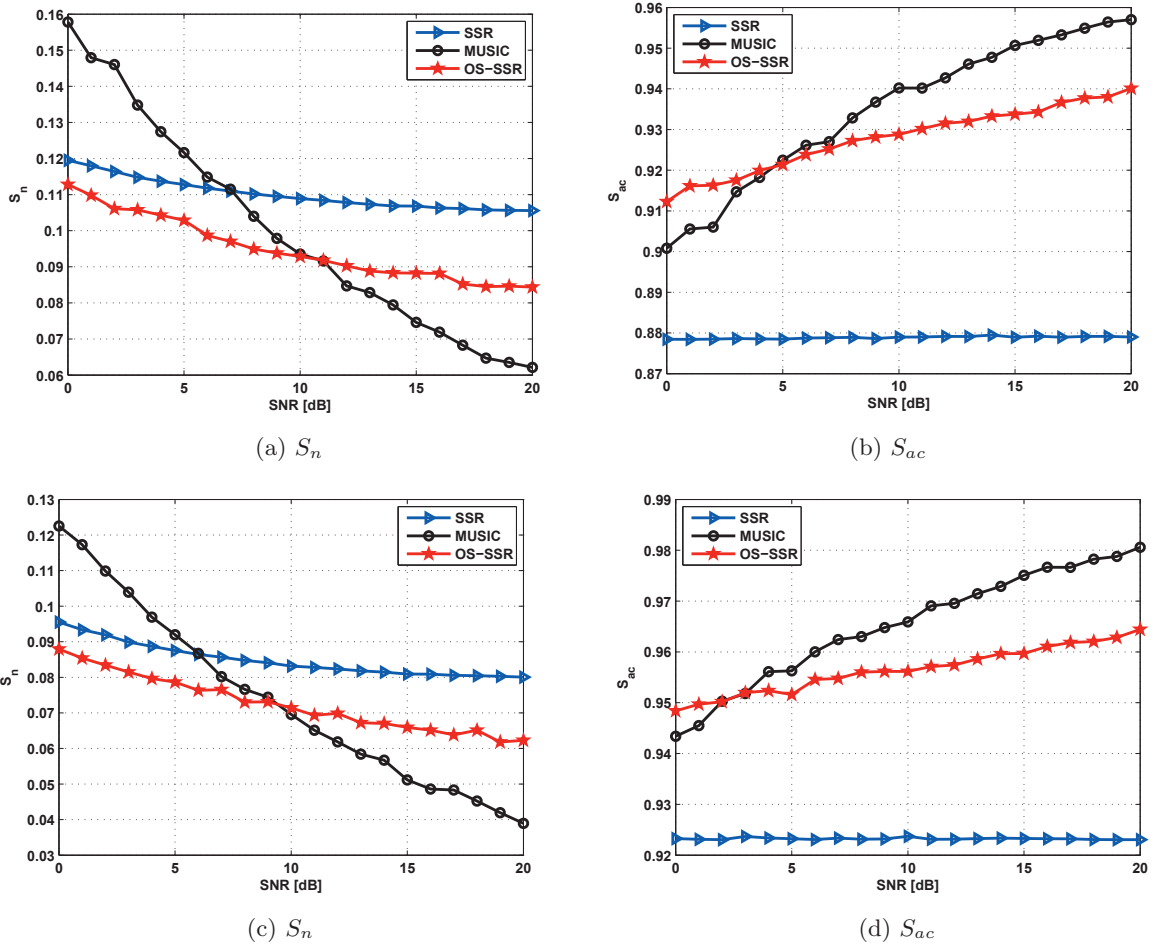 0.16
0.15
0.14
0.13
0.12
0.11
0.1
0.09
0.08
0.07
0.06
S_n
0 5 10 15 20
SNR [dB]
SSR
MUSIC
OS−SSR
(a) S_n
0.96
0.95
0.94
0.93
0.92
0.91
0.9
0.89
0.88
0.87
S_ac
0 5 10 15 20
SNR [dB]
SSR
MUSIC
OS−SSR
(b) S_ac
0.13
0.12
0.11
0.1
0.09
0.08
0.07
0.06
0.05
0.04
0.03
S_n
0 5 10 15 20
SNR [dB]
SSR
MUSIC
OS−SSR
(c) S_n
0.99
0.98
0.97
0.96
0.95
0.94
0.93
0.92
S_ac
0 5 10 15 20
SNR [dB]
SSR
MUSIC
OS−SSR
(d) S_ac